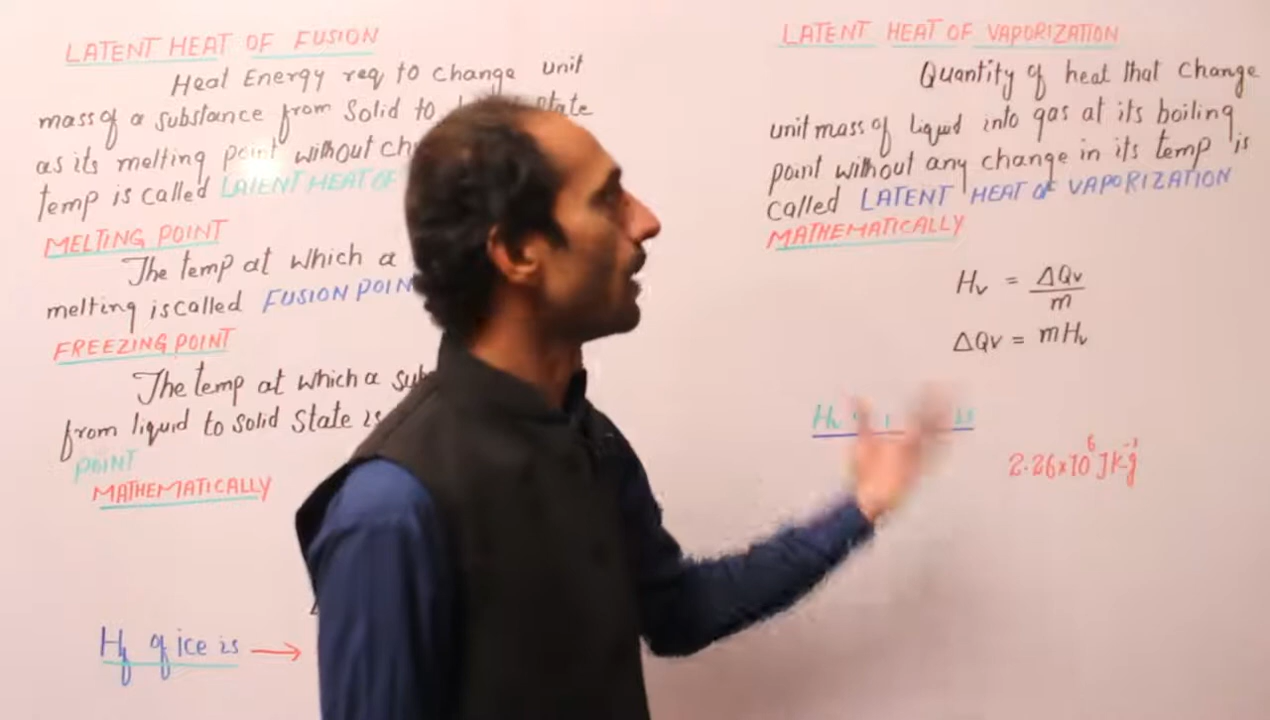 LATENT HEAT OF FUSION
Heat Energy req to change unit
mass of a substance from Solid to state
as its melting point without
temp is called LATENT HEAT OF
MELTING POINT
The temp at which a
melting is called FUSION POIN
FREEZING POINT
The temp at which a
from liquid to solid state is
POINT
MATHEMATICALLY
Hf of ice is →
LATENT HEAT OF VAPORIZATION
Quantity of heat that change
unit mass of liquid into gas at its boiling
point without any change in its temp is
called LATENT HEAT of VAPORIZATION
MATHEMATICALLY
Hv = ΔQv/m
ΔQv = mHv
2.26×10⁶ Jkg⁻¹